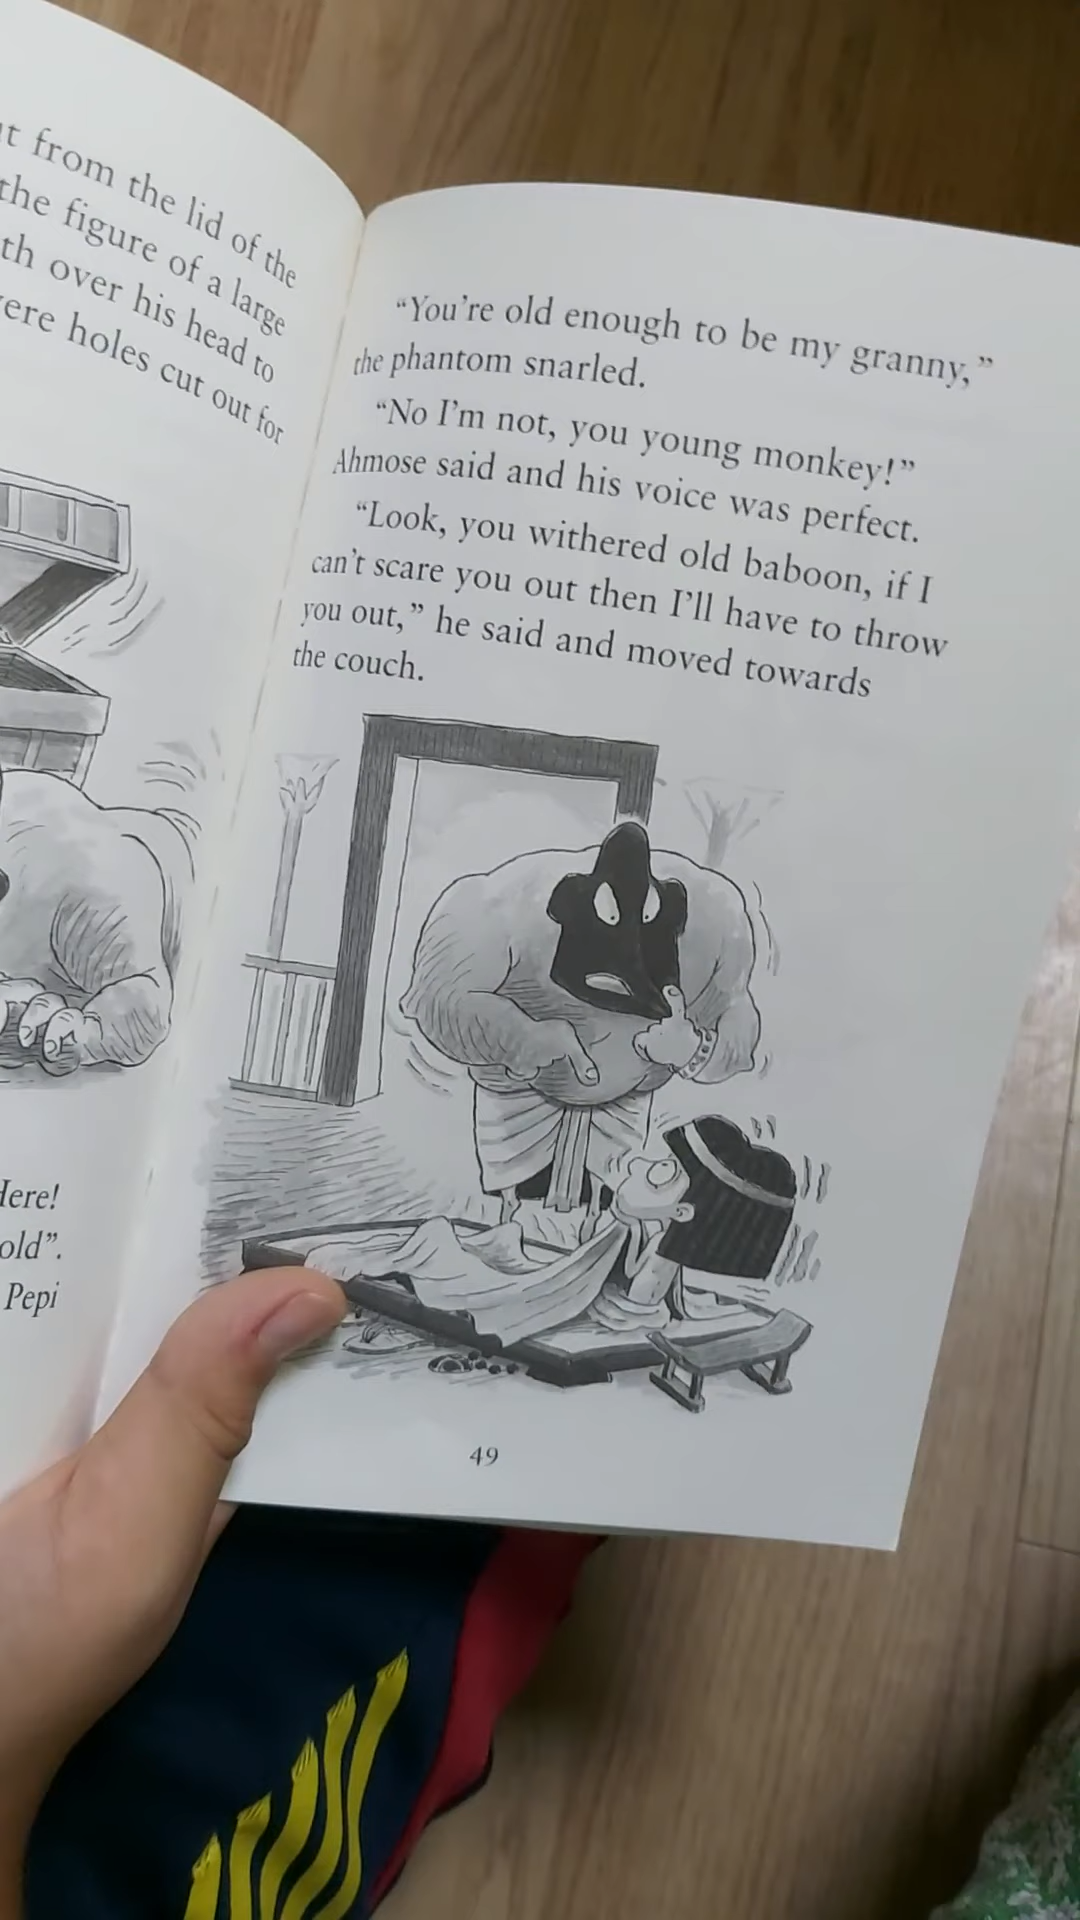 t from the lid of the
the figure of a large
th over his head to
ere holes cut out for
Here!
old”.
Pepi
“You’re old enough to be my granny,”
the phantom snarled.
“No I’m not, you young monkey!”
Ahmose said and his voice was perfect.
“Look, you withered old baboon, if I
can’t scare you out then I’ll have to throw
you out,” he said and moved towards
the couch.
49